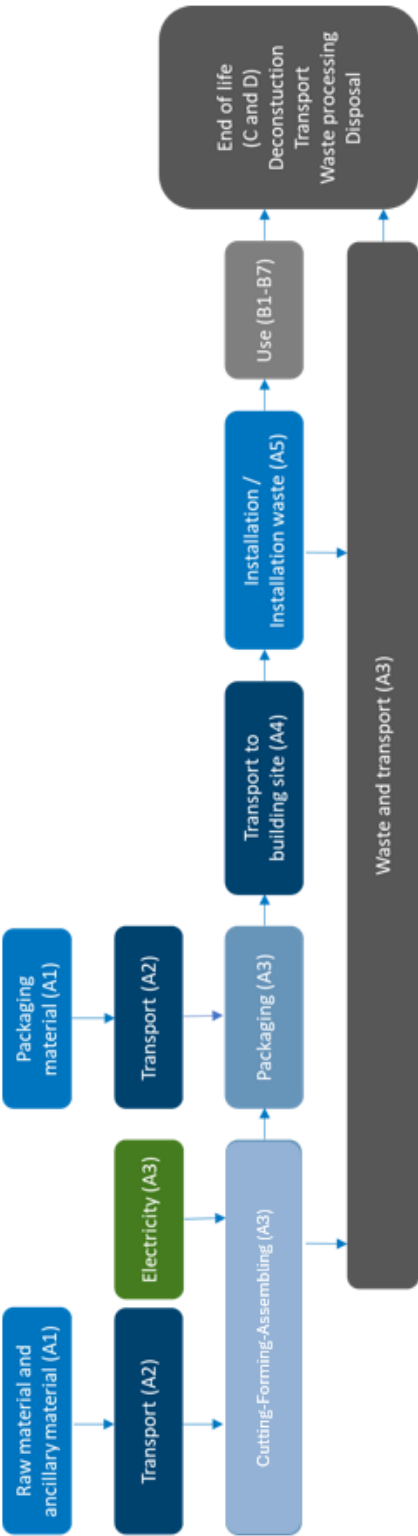 Raw material and
ancillary material (A1)
Packaging
material (A1)
Transport (A2)
Electricity (A3)
Transport (A2)
Cutting-Forming-Assembling (A3)
Packaging (A3)
Transport to
building site (A4)
Installation /
Installation waste (A5)
Use (B1-B7)
End of life
(C and D)
Deconstuction
Transport
Waste processing
Disposal
Waste and transport (A3)